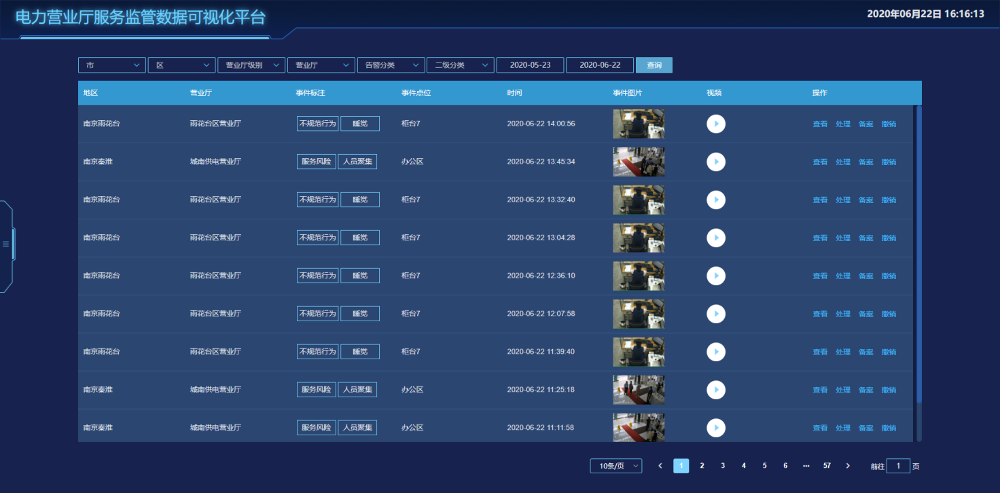 电力营业厅服务监管数据可视化平台
2020年06月22日 16:16:13
市 区 营业厅级别 营业厅 告警分类 二级分类 2020-05-23 2020-06-22 查询
地区 营业厅 事件标注 事件点位 时间 事件图片 视频 操作
南京雨花台 雨花台区营业厅 不规范行为 睡觉 柜台7 2020-06-22 14:00:56 查看 处理 备案 撤销
南京秦淮 城南供电营业厅 服务风险 人员聚集 办公区 2020-06-22 13:45:34 查看 处理 备案 撤销
南京雨花台 雨花台区营业厅 不规范行为 睡觉 柜台7 2020-06-22 13:32:40 查看 处理 备案 撤销
南京雨花台 雨花台区营业厅 不规范行为 睡觉 柜台7 2020-06-22 13:04:28 查看 处理 备案 撤销
南京雨花台 雨花台区营业厅 不规范行为 睡觉 柜台7 2020-06-22 12:36:10 查看 处理 备案 撤销
南京雨花台 雨花台区营业厅 不规范行为 睡觉 柜台7 2020-06-22 12:07:58 查看 处理 备案 撤销
南京雨花台 雨花台区营业厅 不规范行为 睡觉 柜台7 2020-06-22 11:39:40 查看 处理 备案 撤销
南京秦淮 城南供电营业厅 服务风险 人员聚集 办公区 2020-06-22 11:25:18 查看 处理 备案 撤销
南京秦淮 城南供电营业厅 服务风险 人员聚集 办公区 2020-06-22 11:11:58 查看 处理 备案 撤销
10条/页 1 2 3 4 5 6 ••• 57 前往 1 页